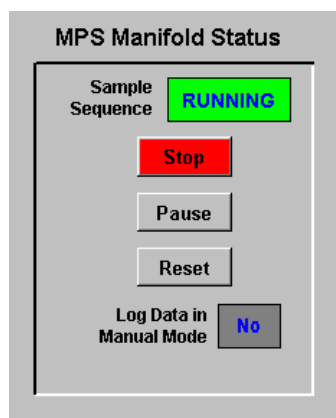 MPS Manifold Status
Sample
Sequence
RUNNING
Stop
Pause
Reset
Log Data in
Manual Mode
No